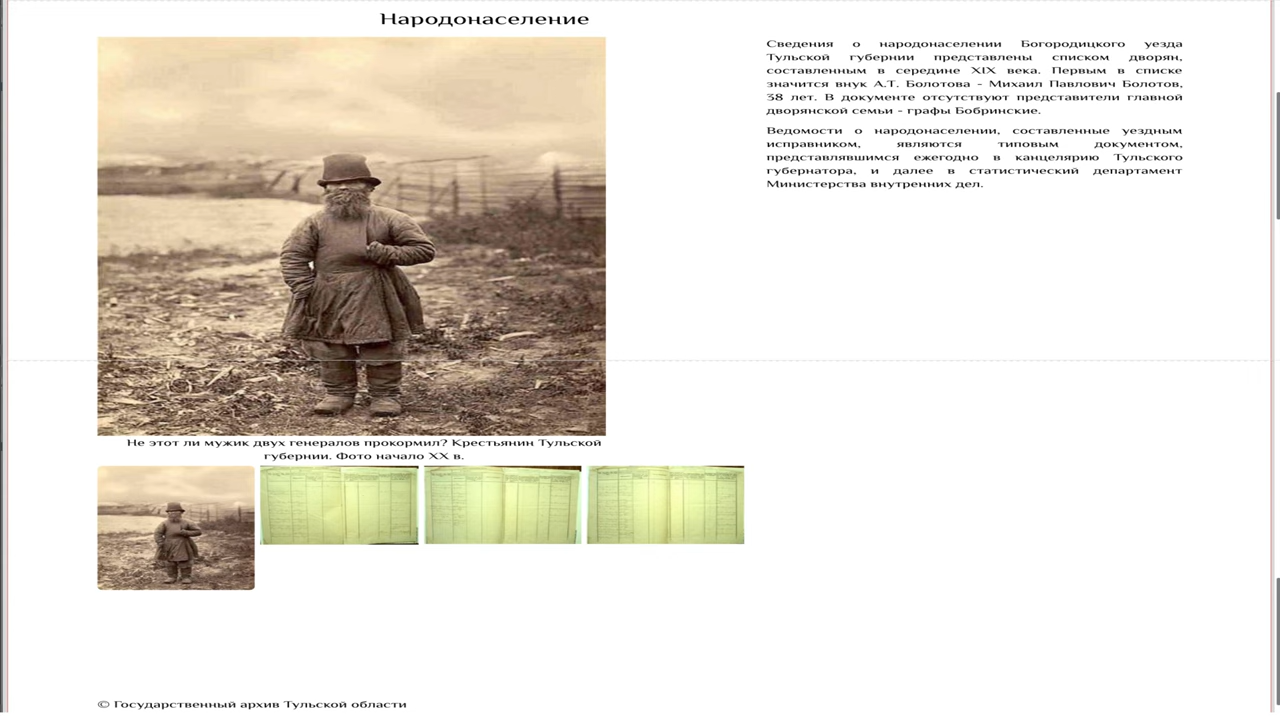 Народонаселение
Сведения о народонаселении Богородицкого уезда
Тульской губернии представлены списком дворян,
составленным в середине XIX века. Первым в списке
значится внук А.Т. Болотова - Михаил Павлович Болотов,
38 лет. В документе отсутствуют представители главной
дворянской семьи - графы Бобринские.
Ведомости о народонаселении, составленные уездным
исправником, являются типовым документом,
представлявшимся ежегодно в канцелярию Тульского
губернатора, и далее в статистический департамент
Министерства внутренних дел.
Не этот ли мужик двух генералов прокормил? Крестьянин Тульской
губернии. Фото начало XX в.
© Государственный архив Тульской области